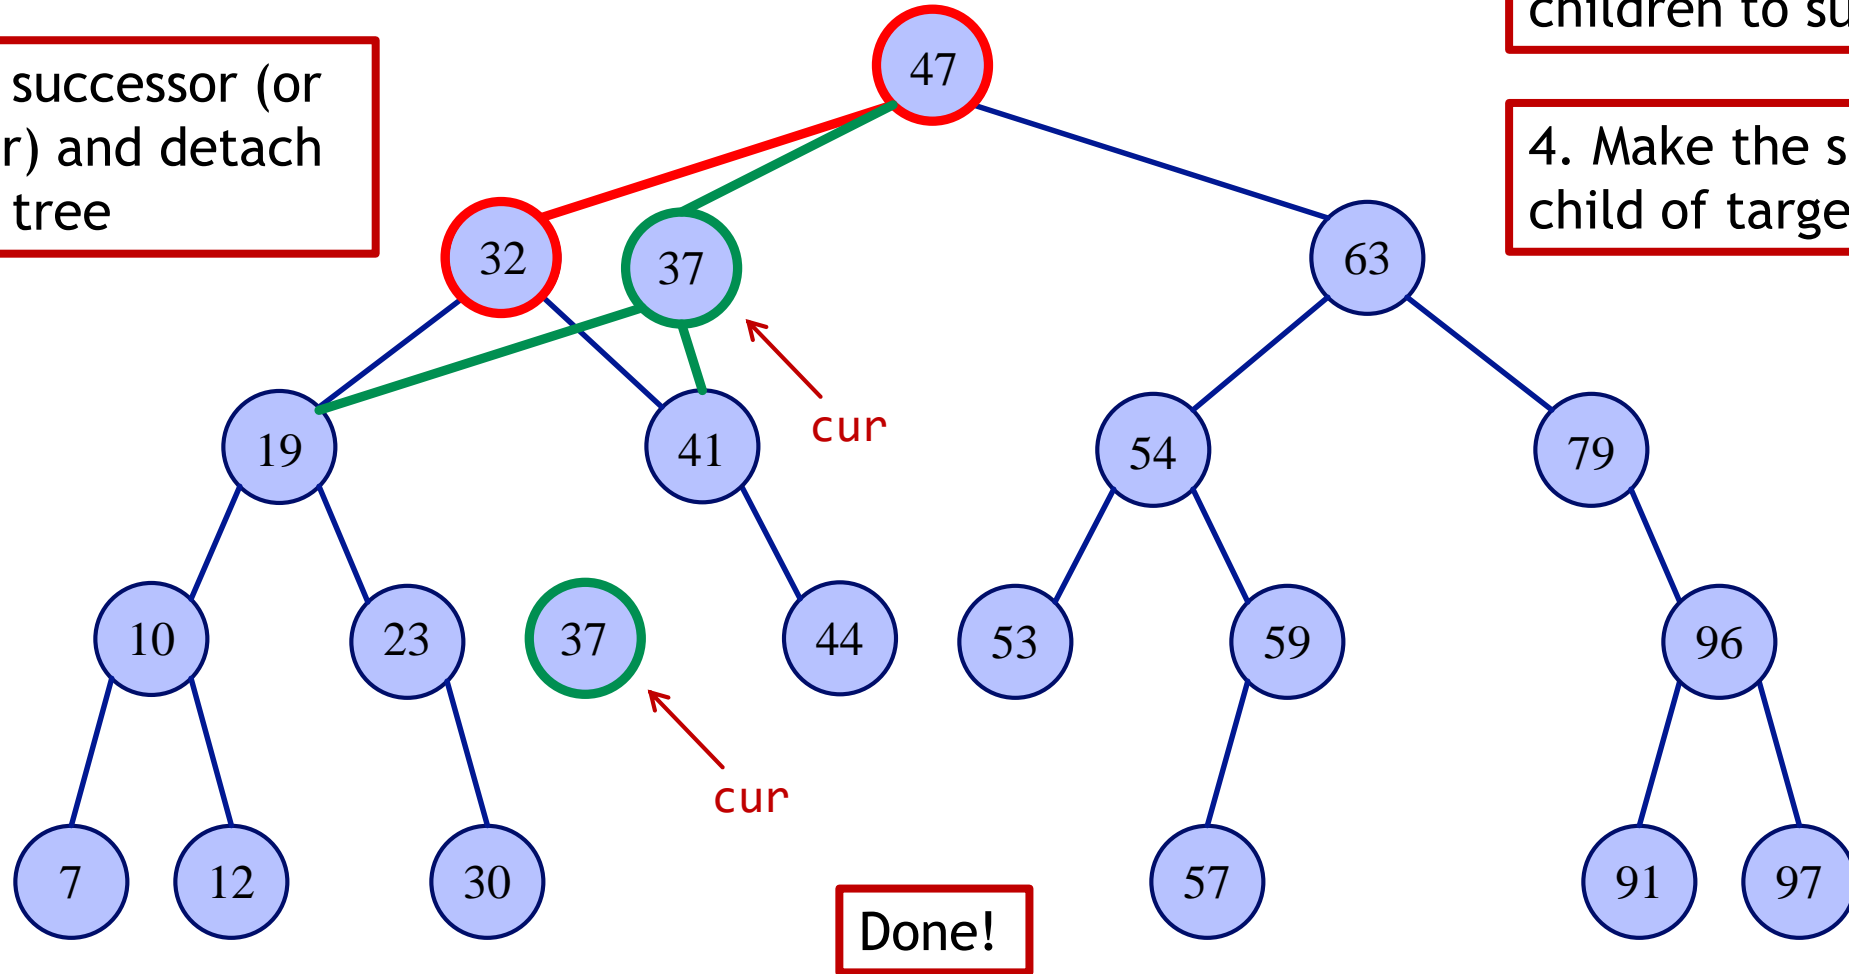 children to su
successor (or
r) and detach
tree
4. Make the s
child of targe
47
32
37
63
cur
19
41
54
79
10
23
37
44
53
59
96
cur
7
12
30
57
91
97
Done!